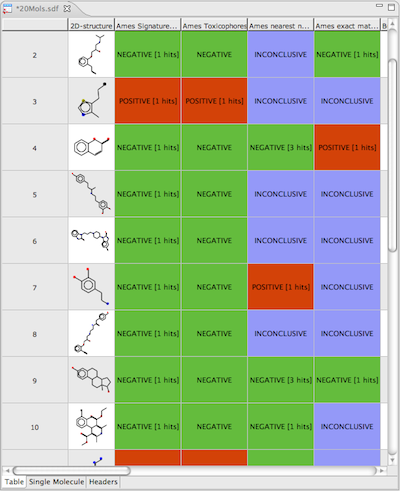 *20Mols.sdf
2D-structure Ames Signature... Ames Toxicophores Ames nearest n... Ames exact mat...
2 NEGATIVE [1 hits] NEGATIVE INCONCLUSIVE NEGATIVE [1 hits]
3 POSITIVE [1 hits] POSITIVE [1 hits] INCONCLUSIVE INCONCLUSIVE
4 NEGATIVE [1 hits] NEGATIVE NEGATIVE [3 hits] POSITIVE [1 hits]
5 NEGATIVE [1 hits] NEGATIVE INCONCLUSIVE INCONCLUSIVE
6 NEGATIVE [1 hits] NEGATIVE INCONCLUSIVE INCONCLUSIVE
7 NEGATIVE [1 hits] NEGATIVE POSITIVE [1 hits] INCONCLUSIVE
8 NEGATIVE [1 hits] NEGATIVE INCONCLUSIVE INCONCLUSIVE
9 NEGATIVE [1 hits] NEGATIVE NEGATIVE [3 hits] NEGATIVE [1 hits]
10 NEGATIVE [1 hits] NEGATIVE NEGATIVE [1 hits] INCONCLUSIVE
Table Single Molecule Headers